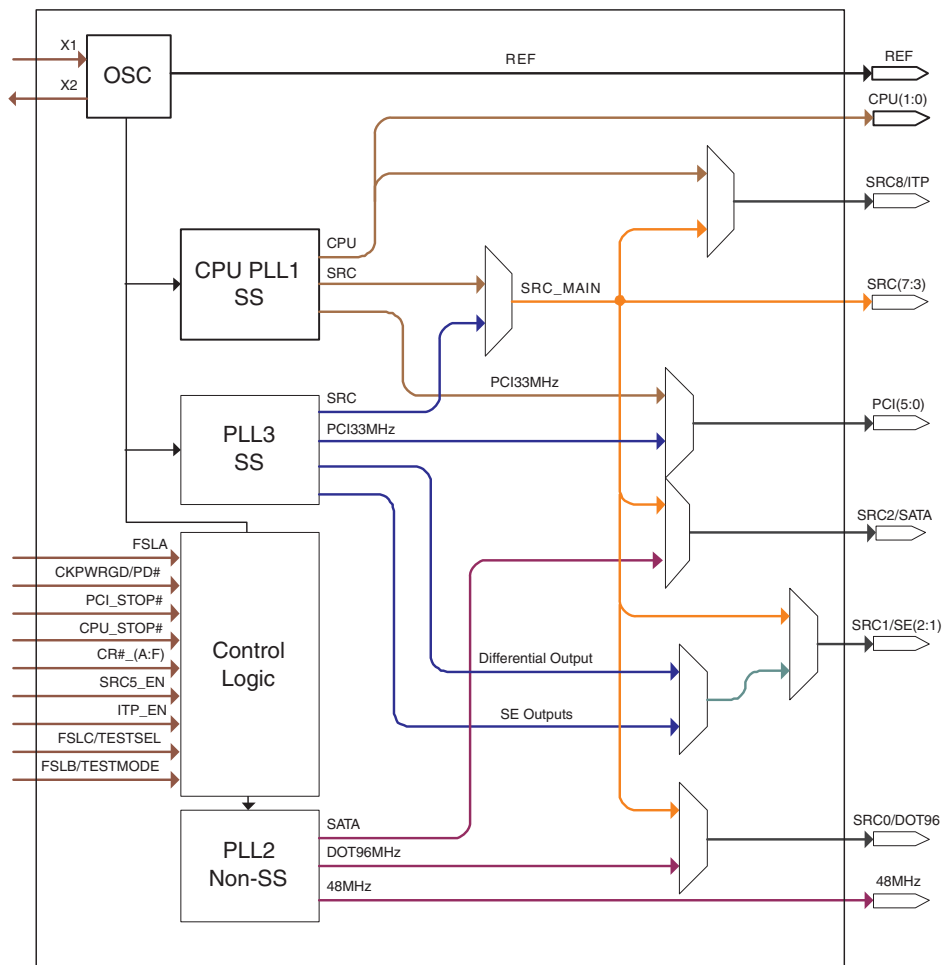 X1
X2
OSC
REF
REF
CPU(1:0)
SRC8/ITP
CPU PLL1
SS
CPU
SRC
SRC_MAIN
SRC(7:3)
PCI33MHz
PLL3
SS
SRC
PCI33MHz
PCI(5:0)
SRC2/SATA
FSLA
CKPWRGD/PD#
PCI_STOP#
CPU_STOP#
CR#_(A:F)
SRC5_EN
ITP_EN
FSLC/TESTSEL
FSLB/TESTMODE
Control
Logic
Differential Output
SE Outputs
SRC1/SE(2:1)
PLL2
Non-SS
SATA
DOT96MHz
48MHz
SRC0/DOT96
48MHz